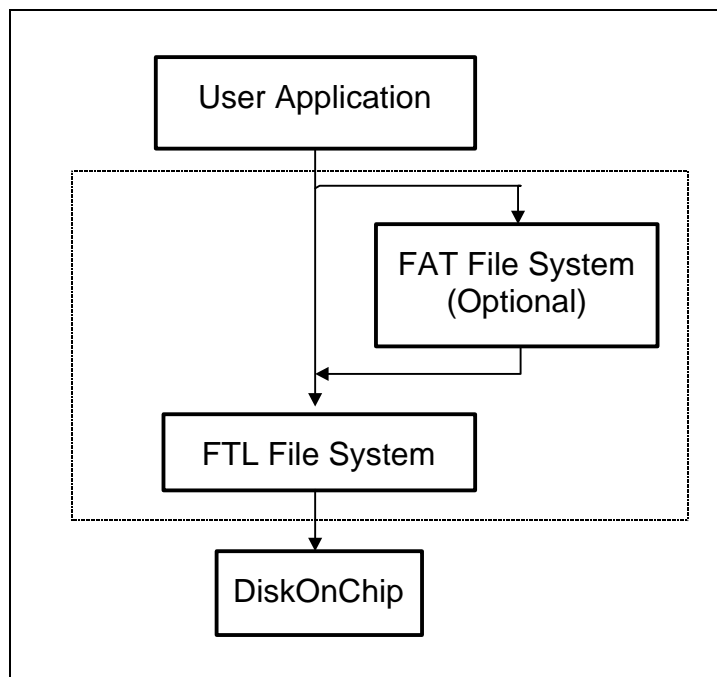 User Application
FAT File System
(Optional)
FTL File System
DiskOnChip